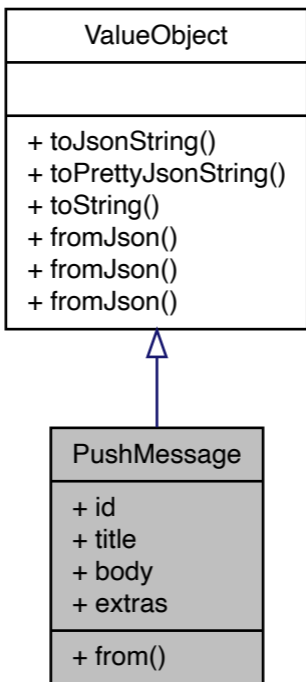 ValueObject
+ toJsonString()
+ toPrettyJsonString()
+ toString()
+ fromJson()
+ fromJson()
+ fromJson()
PushMessage
+ id
+ title
+ body
+ extras
+ from()